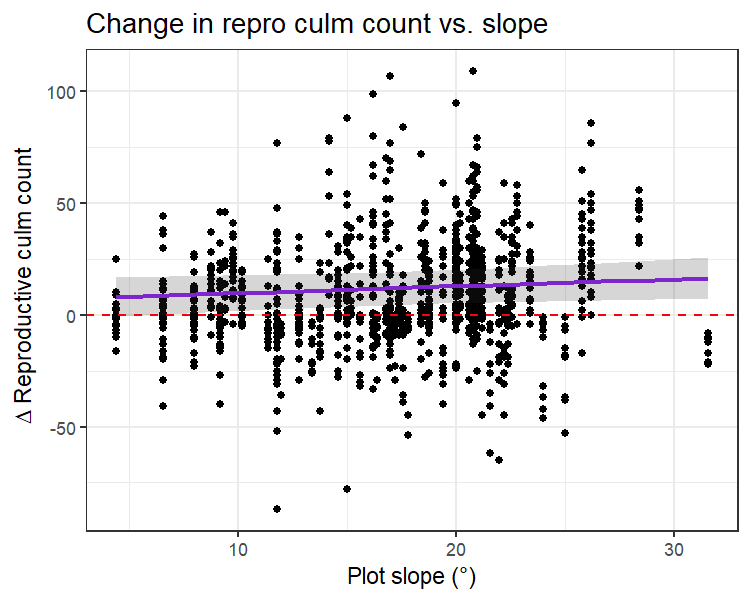 Change in repro culm count vs. slope
Δ Reproductive culm count
100
50
0
-50
10
20
30
Plot slope (°)